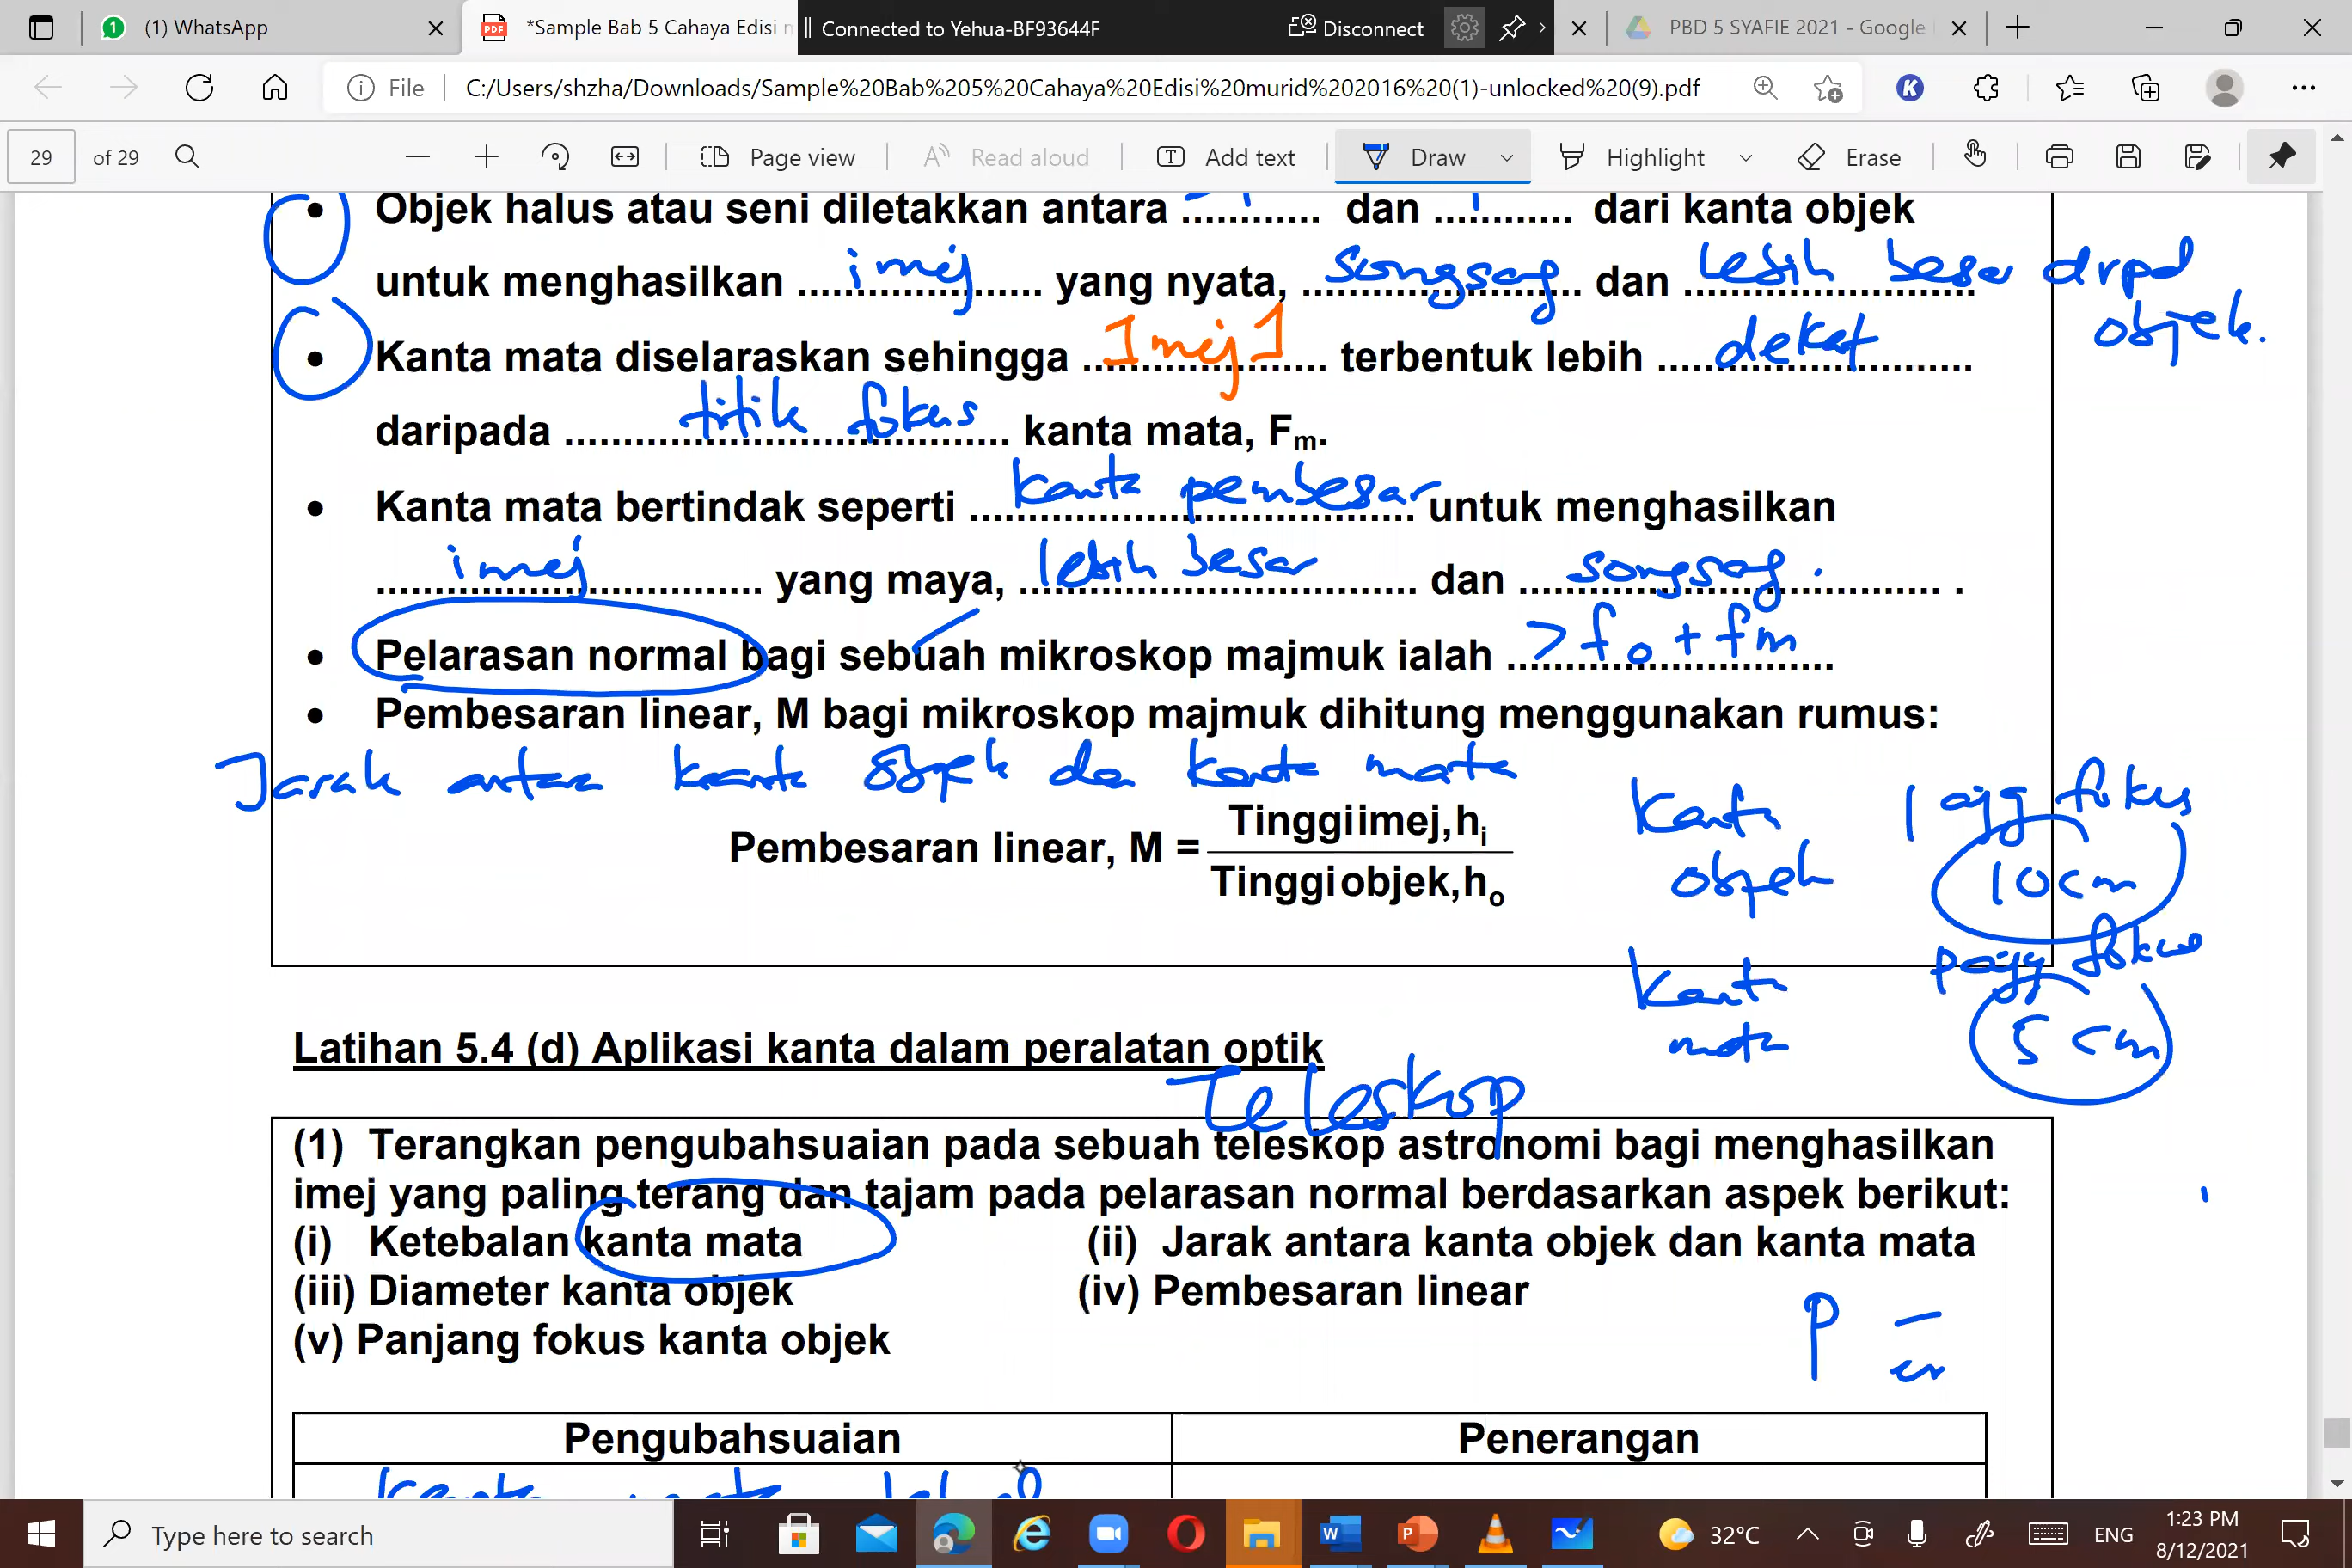 (1) WhatsApp
*Sample Bab 5 Cahaya Edisi m
Connected to Yehua-BF93644F
Disconnect
PBD 5 SYAFIE 2021 - Google
File
C:/Users/shzha/Downloads/Sample%20Bab%205%20Cahaya%20Edisi%20murid%202016%20(1)-unlocked%20(9).pdf
29 of 29
Page view
Read aloud
Add text
Draw
Highlight
Erase
• Objek halus atau seni diletakkan antara ............ dan ............ dari kanta objek
untuk menghasilkan imej yang nyata, songsang dan lebih besar drpd
objek.
• Kanta mata diselaraskan sehingga Imej 1 terbentuk lebih dekat
daripada titik fokus kanta mata, Fm.
• Kanta mata bertindak seperti kanta pembesar untuk menghasilkan
imej yang maya, lebih besar dan songsang .
• Pelarasan normal bagi sebuah mikroskop majmuk ialah > fo + fm
• Pembesaran linear, M bagi mikroskop majmuk dihitung menggunakan rumus:
Jarak antara kanta objek dan kanta mata
Pembesaran linear, M = Tinggi imej, hi
Tinggi objek, ho
Kanta objek
fokus
10 cm
Kanta mata
fokus
5 cm
Latihan 5.4 (d) Aplikasi kanta dalam peralatan optik
Teleskop
(1) Terangkan pengubahsuaian pada sebuah teleskop astronomi bagi menghasilkan
imej yang paling terang dan tajam pada pelarasan normal berdasarkan aspek berikut:
(i) Ketebalan kanta mata (ii) Jarak antara kanta objek dan kanta mata
(iii) Diameter kanta objek (iv) Pembesaran linear
(v) Panjang fokus kanta objek
P
Pengubahsuaian Penerangan
Type here to search
32°C
ENG
1:23 PM
8/12/2021